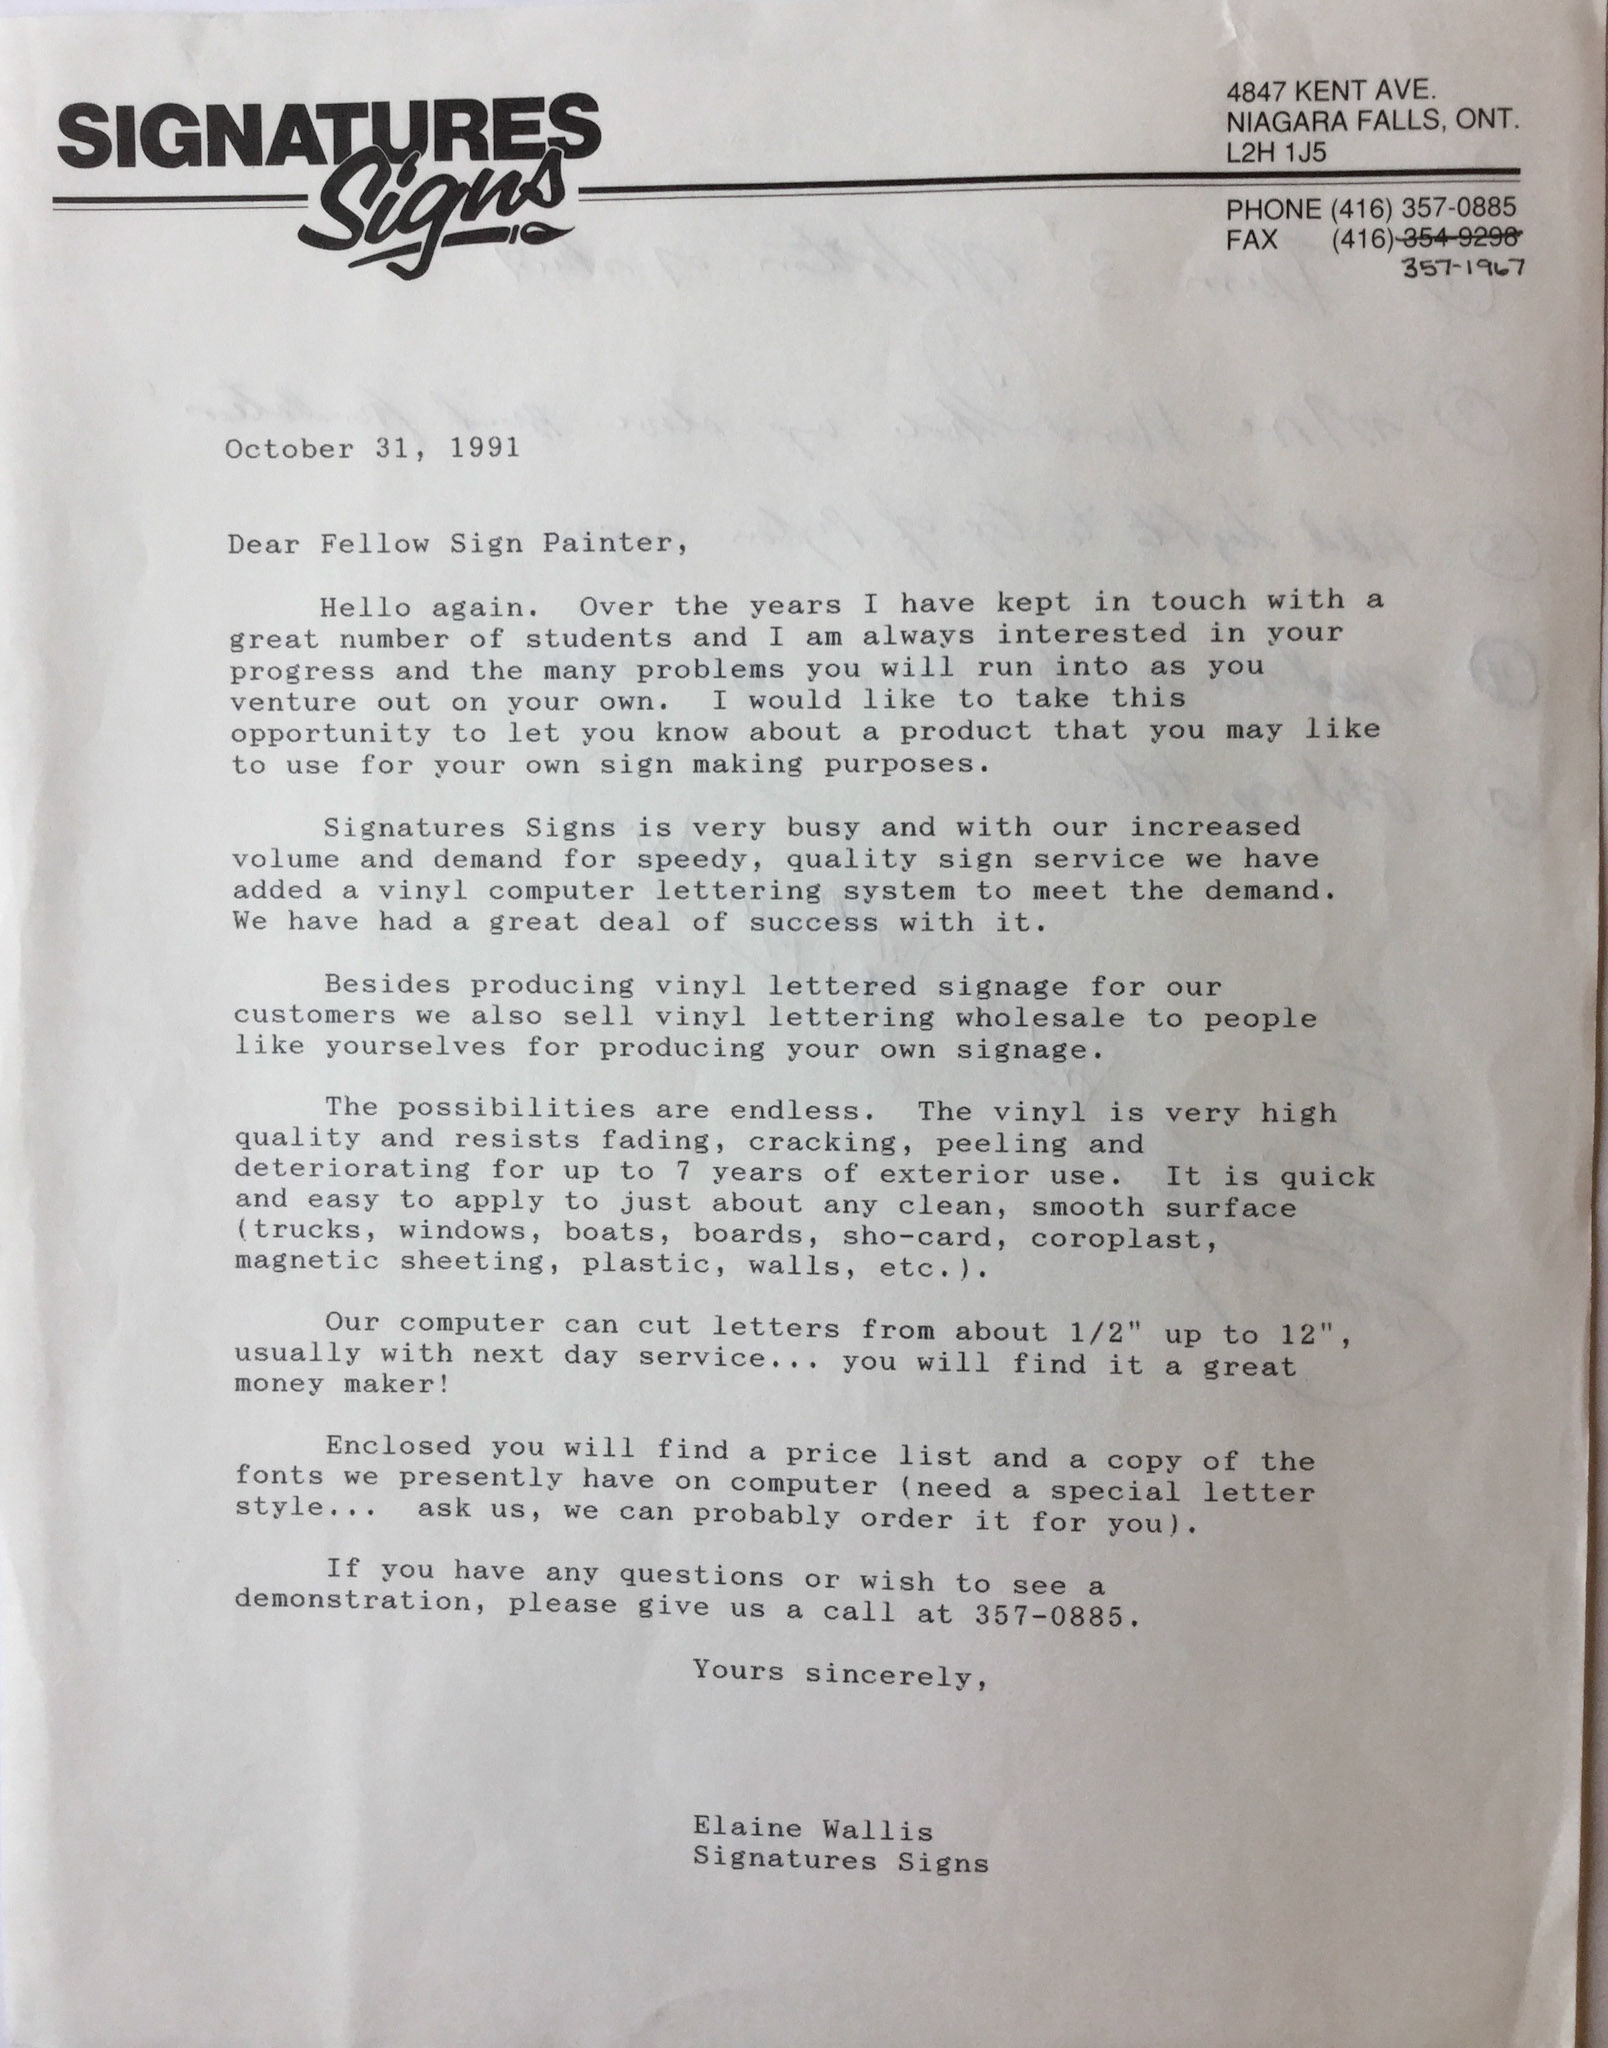 SIGNATURES
Signs
4847 KENT AVE.
NIAGARA FALLS, ONT.
L2H 1J5
PHONE (416) 357-0885
FAX (416) 354-9298
357-1967
October 31, 1991
Dear Fellow Sign Painter,
Hello again. Over the years I have kept in touch with a
great number of students and I am always interested in your
progress and the many problems you will run into as you
venture out on your own. I would like to take this
opportunity to let you know about a product that you may like
to use for your own sign making purposes.
Signatures Signs is very busy and with our increased
volume and demand for speedy, quality sign service we have
added a vinyl computer lettering system to meet the demand.
We have had a great deal of success with it.
Besides producing vinyl lettered signage for our
customers we also sell vinyl lettering wholesale to people
like yourselves for producing your own signage.
The possibilities are endless. The vinyl is very high
quality and resists fading, cracking, peeling and
deteriorating for up to 7 years of exterior use. It is quick
and easy to apply to just about any clean, smooth surface
(trucks, windows, boats, boards, sho-card, coroplast,
magnetic sheeting, plastic, walls, etc.).
Our computer can cut letters from about 1/2" up to 12",
usually with next day service... you will find it a great
money maker!
Enclosed you will find a price list and a copy of the
fonts we presently have on computer (need a special letter
style... ask us, we can probably order it for you).
If you have any questions or wish to see a
demonstration, please give us a call at 357-0885.
Yours sincerely,
Elaine Wallis
Signatures Signs